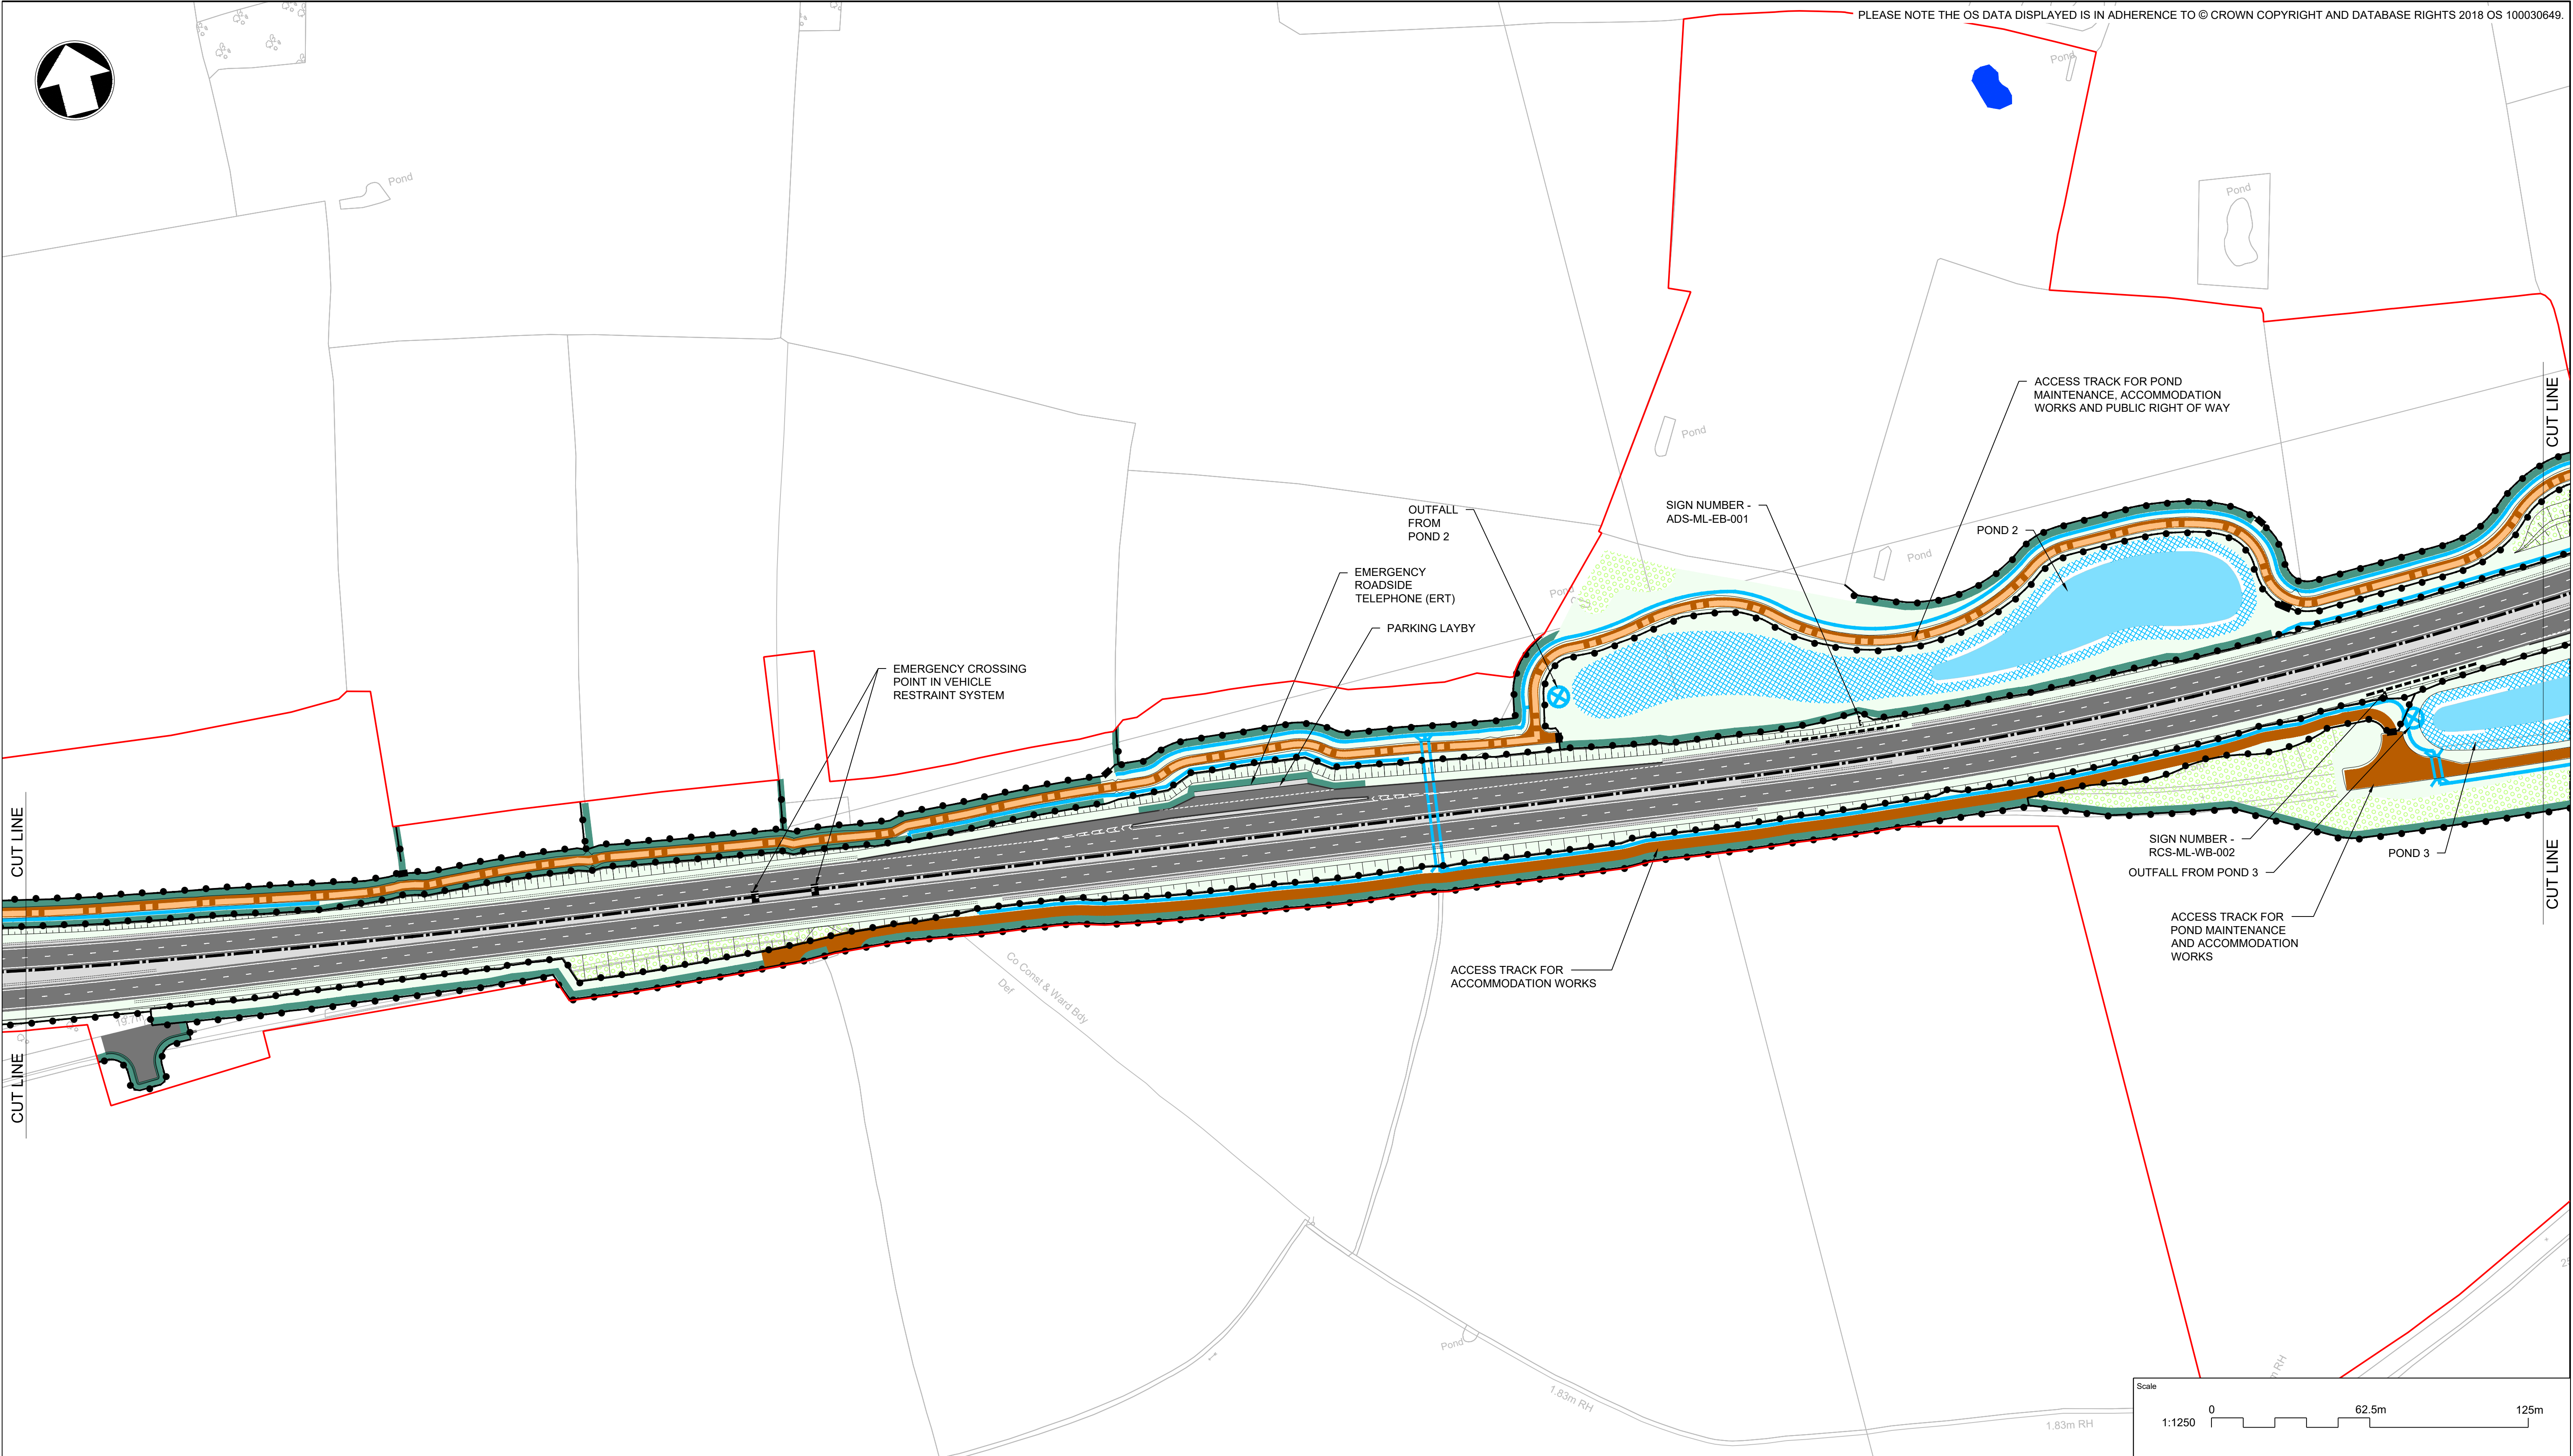 PLEASE NOTE THE OS DATA DISPLAYED IS IN ADHERENCE TO © CROWN COPYRIGHT AND DATABASE RIGHTS 2018 OS 100030649.
Pond
Pond
Pond
ACCESS TRACK FOR POND
MAINTENANCE, ACCOMMODATION
WORKS AND PUBLIC RIGHT OF WAY
CUT LINE
Pond
OUTFALL
FROM
POND 2
SIGN NUMBER -
ADS-ML-EB-001
POND 2
Pond
EMERGENCY
ROADSIDE
TELEPHONE (ERT)
Pond
PARKING LAYBY
EMERGENCY CROSSING
POINT IN VEHICLE
RESTRAINT SYSTEM
CUT LINE
SIGN NUMBER -
RCS-ML-WB-002
POND 3
OUTFALL FROM POND 3
CUT LINE
ACCESS TRACK FOR
POND MAINTENANCE
AND ACCOMMODATION
WORKS
ACCESS TRACK FOR
ACCOMMODATION WORKS
Co Const & Ward Bdy
Def
19.7m
CUT LINE
Pond
1.83m RH
1.83m RH
RH
Scale
1:1250
0 62.5m 125m